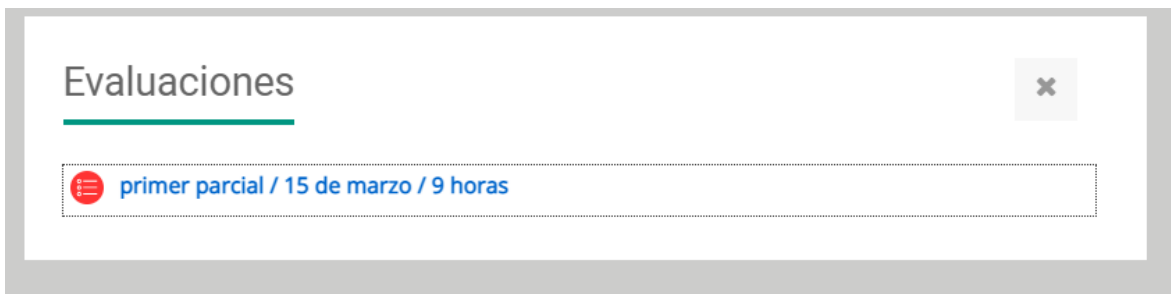 Evaluaciones
primer parcial / 15 de marzo / 9 horas